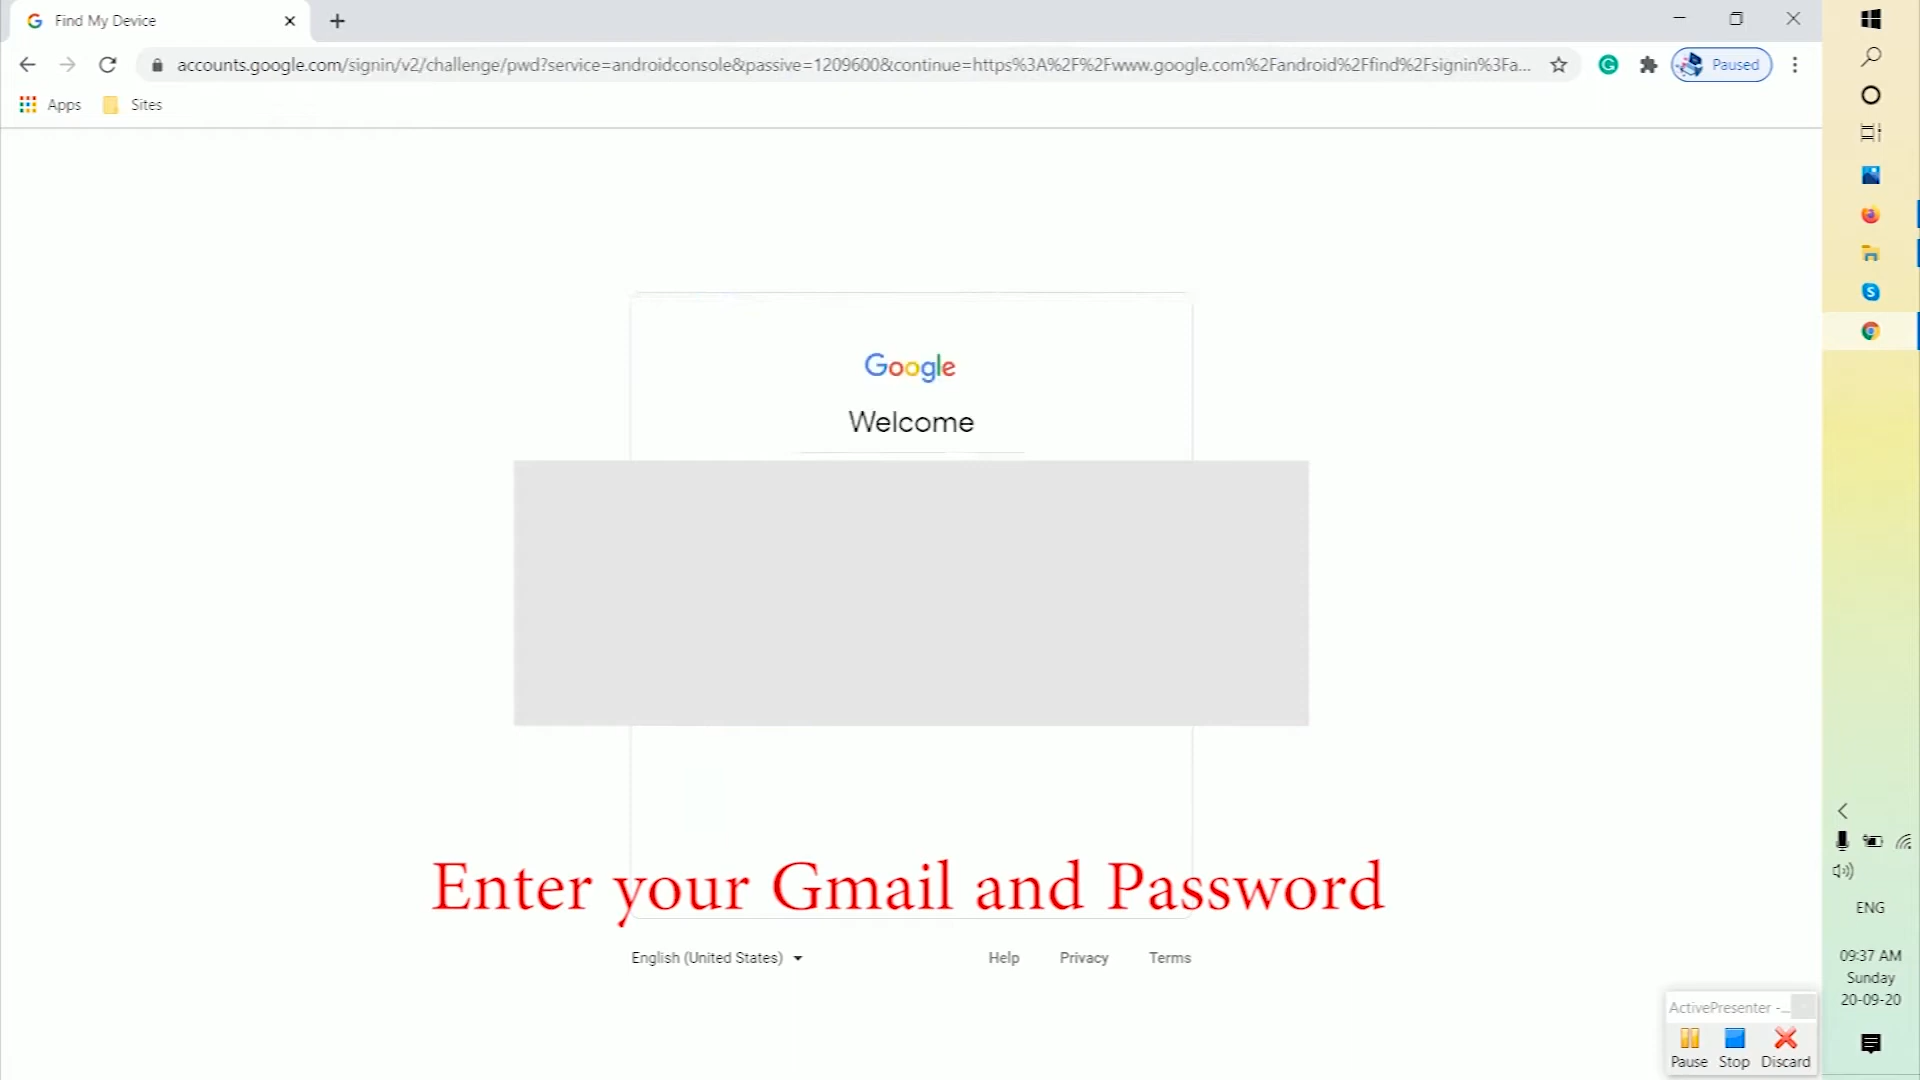 Find My Device
accounts.google.com/signin/v2/challenge/pwd?service=androidconsole&passive=1209600&continue=https%3A%2F%2Fwww.google.com%2Fandroid%2Ffind%2Fsignin%3Fa...
Paused
Apps
Sites
Google
Welcome
Enter your Gmail and Password
English (United States)
Help
Privacy
Terms
ENG
09:37 AM
Sunday
20-09-20
ActivePresenter -...
Pause
Stop
Discard